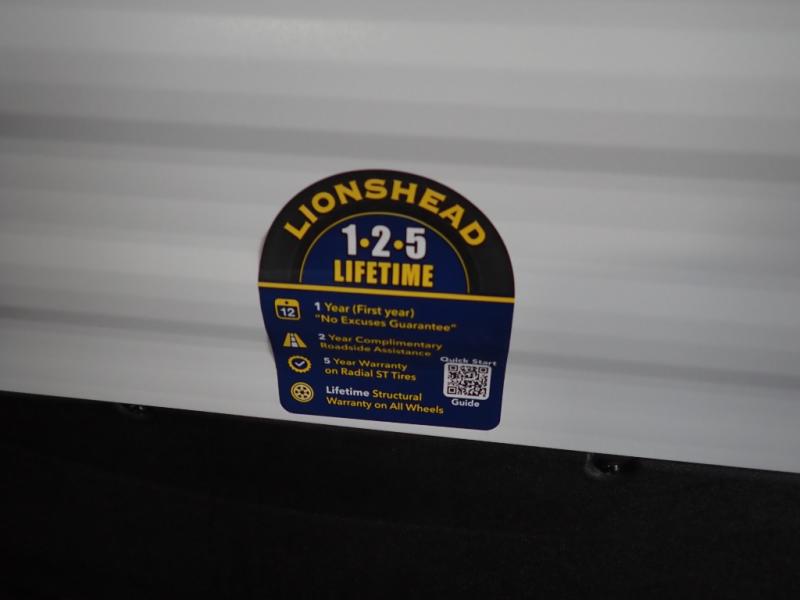 LIONSHEAD
1•2•5
LIFETIME
12
1 Year (First year)
"No Excuses Guarantee"
2 Year Complimentary
Roadside Assistance
5 Year Warranty
on Radial ST Tires
Lifetime Structural
Warranty on All Wheels
Quick Start
Guide